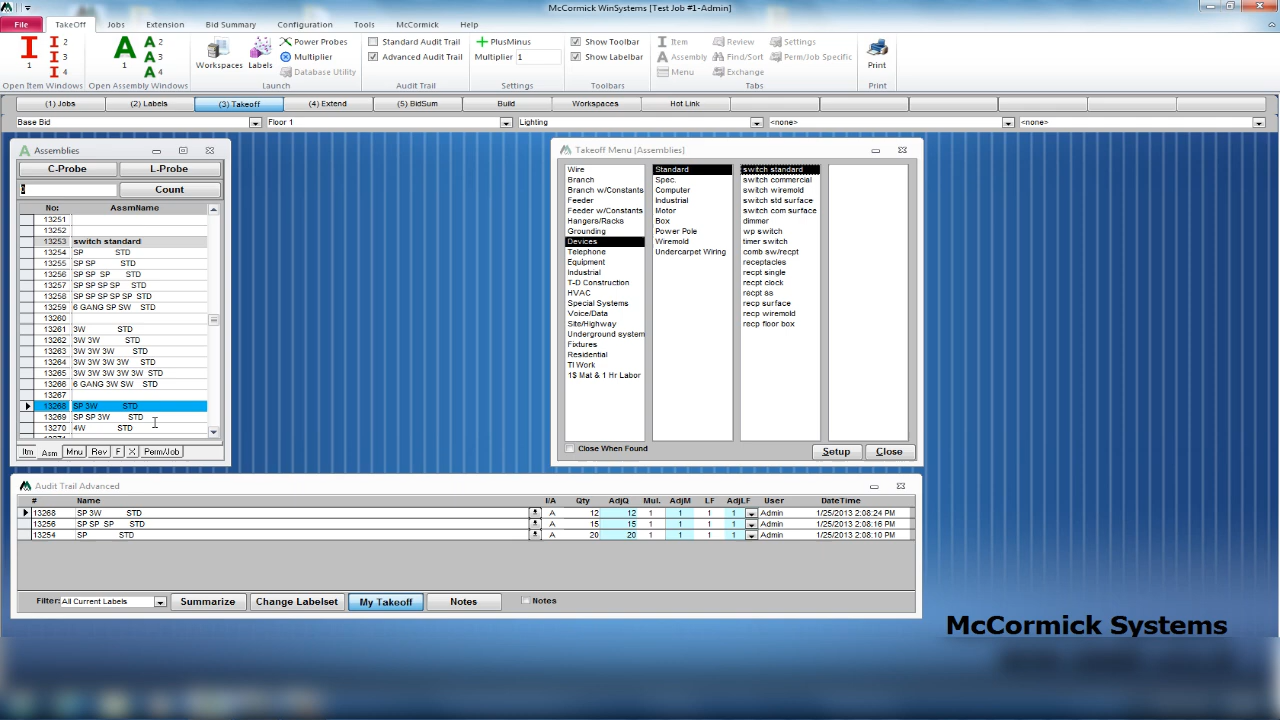 McCormick WinSystems [Test Job #1-Admin]
File TakeOff Jobs Extension Bid Summary Configuration Tools McCormick Help
I 1 I 2 I 3 I 4 Open Item Windows
A 1 A 2 A 3 A 4 Open Assembly Windows
Workspaces Labels Power Probes Multiplier Database Utility Launch
Standard Audit Trail Advanced Audit Trail Audit Trail
PlusMinus Multiplier 1 Settings
Show Toolbar Show Labelbar Toolbars
Item Review Settings
Assembly Find/Sort Perm/Job Specific
Menu Exchange
Tabs
Print
Print
(1) Jobs (2) Labels (3) Takeoff (4) Extend (5) BidSum Build Workspaces Hot Link
Base Bid Floor 1 Lighting <none> <none>
Assemblies
C-Probe L-Probe
Count
No: AssmName
13251
13252
13253 switch standard
13254 SP STD
13255 SP SP STD
13256 SP SP SP STD
13257 SP SP SP SP STD
13258 SP SP SP SP SP STD
13259 6 GANG SP SW STD
13260
13261 3W STD
13262 3W 3W STD
13263 3W 3W 3W STD
13264 3W 3W 3W 3W STD
13265 3W 3W 3W 3W 3W STD
13266 6 GANG 3W SW STD
13267
13268 SP 3W STD
13269 SP SP 3W STD
13270 4W STD
Itm Asm Mnu Rev F X Perm/Job
Takeoff Menu [Assemblies]
Wire
Branch
Branch w/Constants
Feeder
Feeder w/Constants
Hangers/Racks
Grounding
Devices
Telephone
Equipment
Industrial
T-D Construction
HVAC
Special Systems
Voice/Data
Site/Highway
Underground system
Fixtures
Residential
TI Work
1$ Mat & 1 Hr Labor
Standard
Spec.
Computer
Industrial
Motor
Box
Power Pole
Wiremold
Undercarpet Wiring
switch standard
switch commercial
switch wiremold
switch std surface
switch com surface
dimmer
wp switch
timer switch
comb sw/recpt
receptacles
recpt single
recpt clock
recpt ss
recp surface
recp wiremold
recp floor box
Close When Found Setup Close
Audit Trail Advanced
# Name I/A Qty AdjQ Mul. AdjM LF AdjLF User DateTime
13268 SP 3W STD A 12 12 1 1 1 1 Admin 1/25/2013 2:08:24 PM
13256 SP SP SP STD A 15 15 1 1 1 1 Admin 1/25/2013 2:08:16 PM
13254 SP STD A 20 20 1 1 1 1 Admin 1/25/2013 2:08:10 PM
Filter: All Current Labels Summarize Change Labelset My Takeoff Notes Notes
McCormick Systems